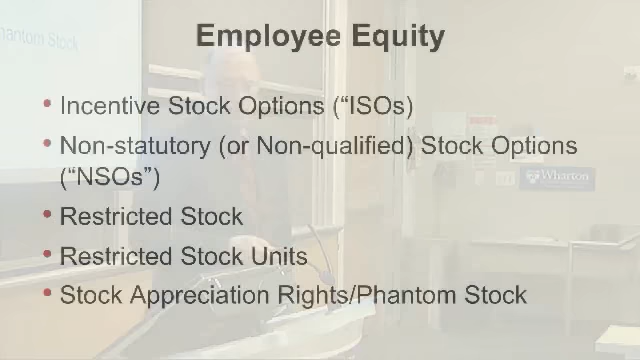 Employee Equity
hantom Stock
• Incentive Stock Options (“ISOs)
• Non-statutory (or Non-qualified) Stock Options
(“NSOs”)
Wharton
• Restricted Stock
• Restricted Stock Units
• Stock Appreciation Rights/Phantom Stock